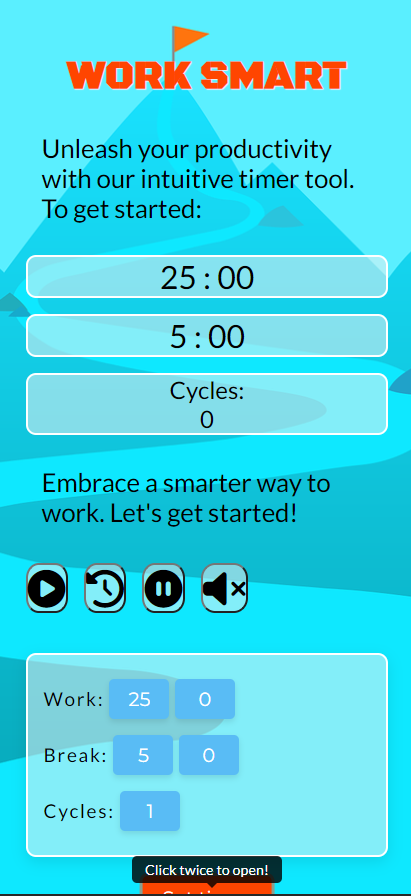 WORK SMART
Unleash your productivity
with our intuitive timer tool.
To get started:
25 : 00
5 : 00
Cycles:
0
Embrace a smarter way to
work. Let's get started!
Work: 25 0
Break: 5 0
Cycles: 1
Click twice to open!